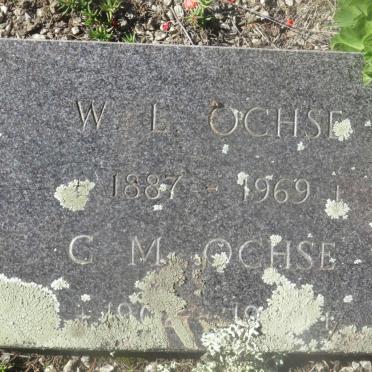 W. L. OCHSE
* 1887 - 1969 +
G. M. OCHSE